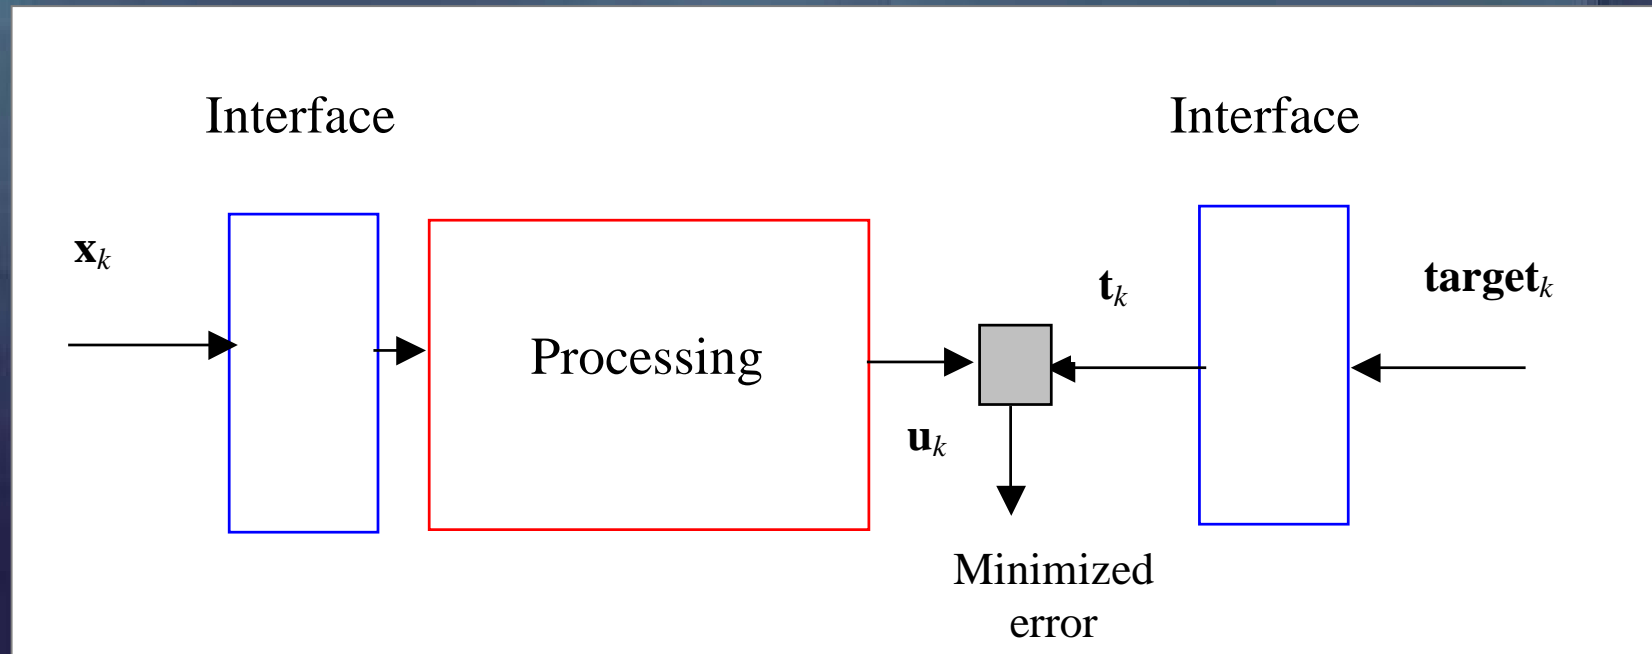 Interface
Interface
x_k
target_k
t_k
Processing
u_k
Minimized
error